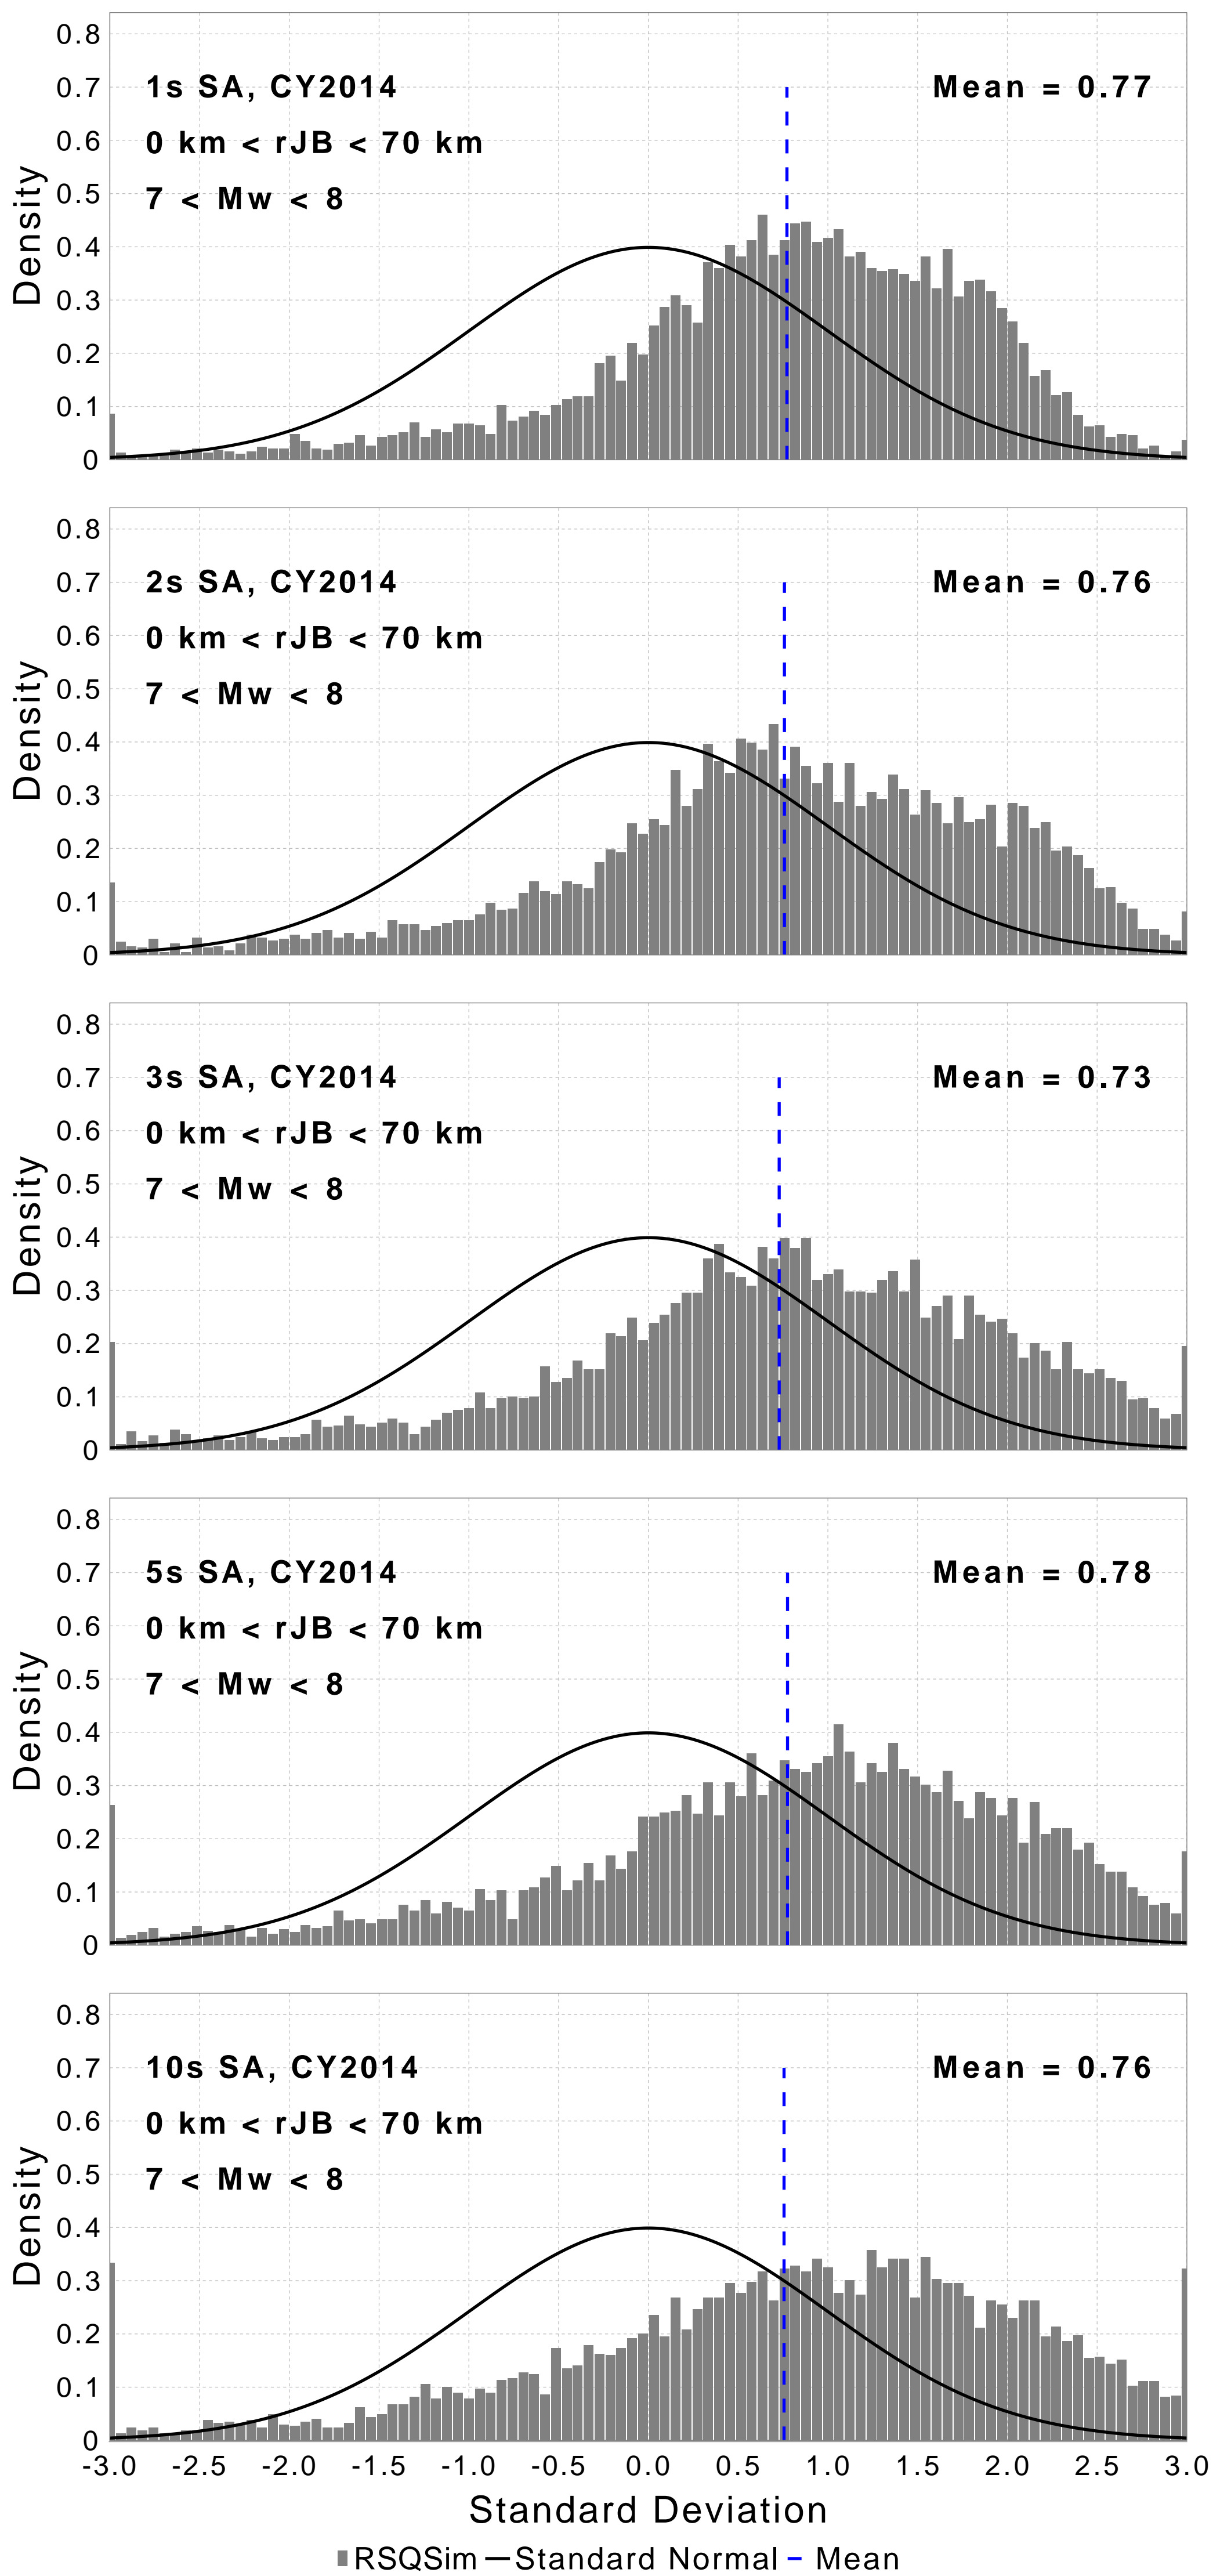 0.8
0.7
0.6
0.5
0.4
0.3
0.2
0.1
0
Density
1s SA, CY2014
0 km < rJB < 70 km
7 < Mw < 8
Mean = 0.77
0.8
0.7
0.6
0.5
0.4
0.3
0.2
0.1
0
Density
2s SA, CY2014
0 km < rJB < 70 km
7 < Mw < 8
Mean = 0.76
0.8
0.7
0.6
0.5
0.4
0.3
0.2
0.1
0
Density
3s SA, CY2014
0 km < rJB < 70 km
7 < Mw < 8
Mean = 0.73
0.8
0.7
0.6
0.5
0.4
0.3
0.2
0.1
0
Density
5s SA, CY2014
0 km < rJB < 70 km
7 < Mw < 8
Mean = 0.78
0.8
0.7
0.6
0.5
0.4
0.3
0.2
0.1
0
Density
10s SA, CY2014
0 km < rJB < 70 km
7 < Mw < 8
Mean = 0.76
-3.0 -2.5 -2.0 -1.5 -1.0 -0.5 0.0 0.5 1.0 1.5 2.0 2.5 3.0
Standard Deviation
RSQSim Standard Normal Mean